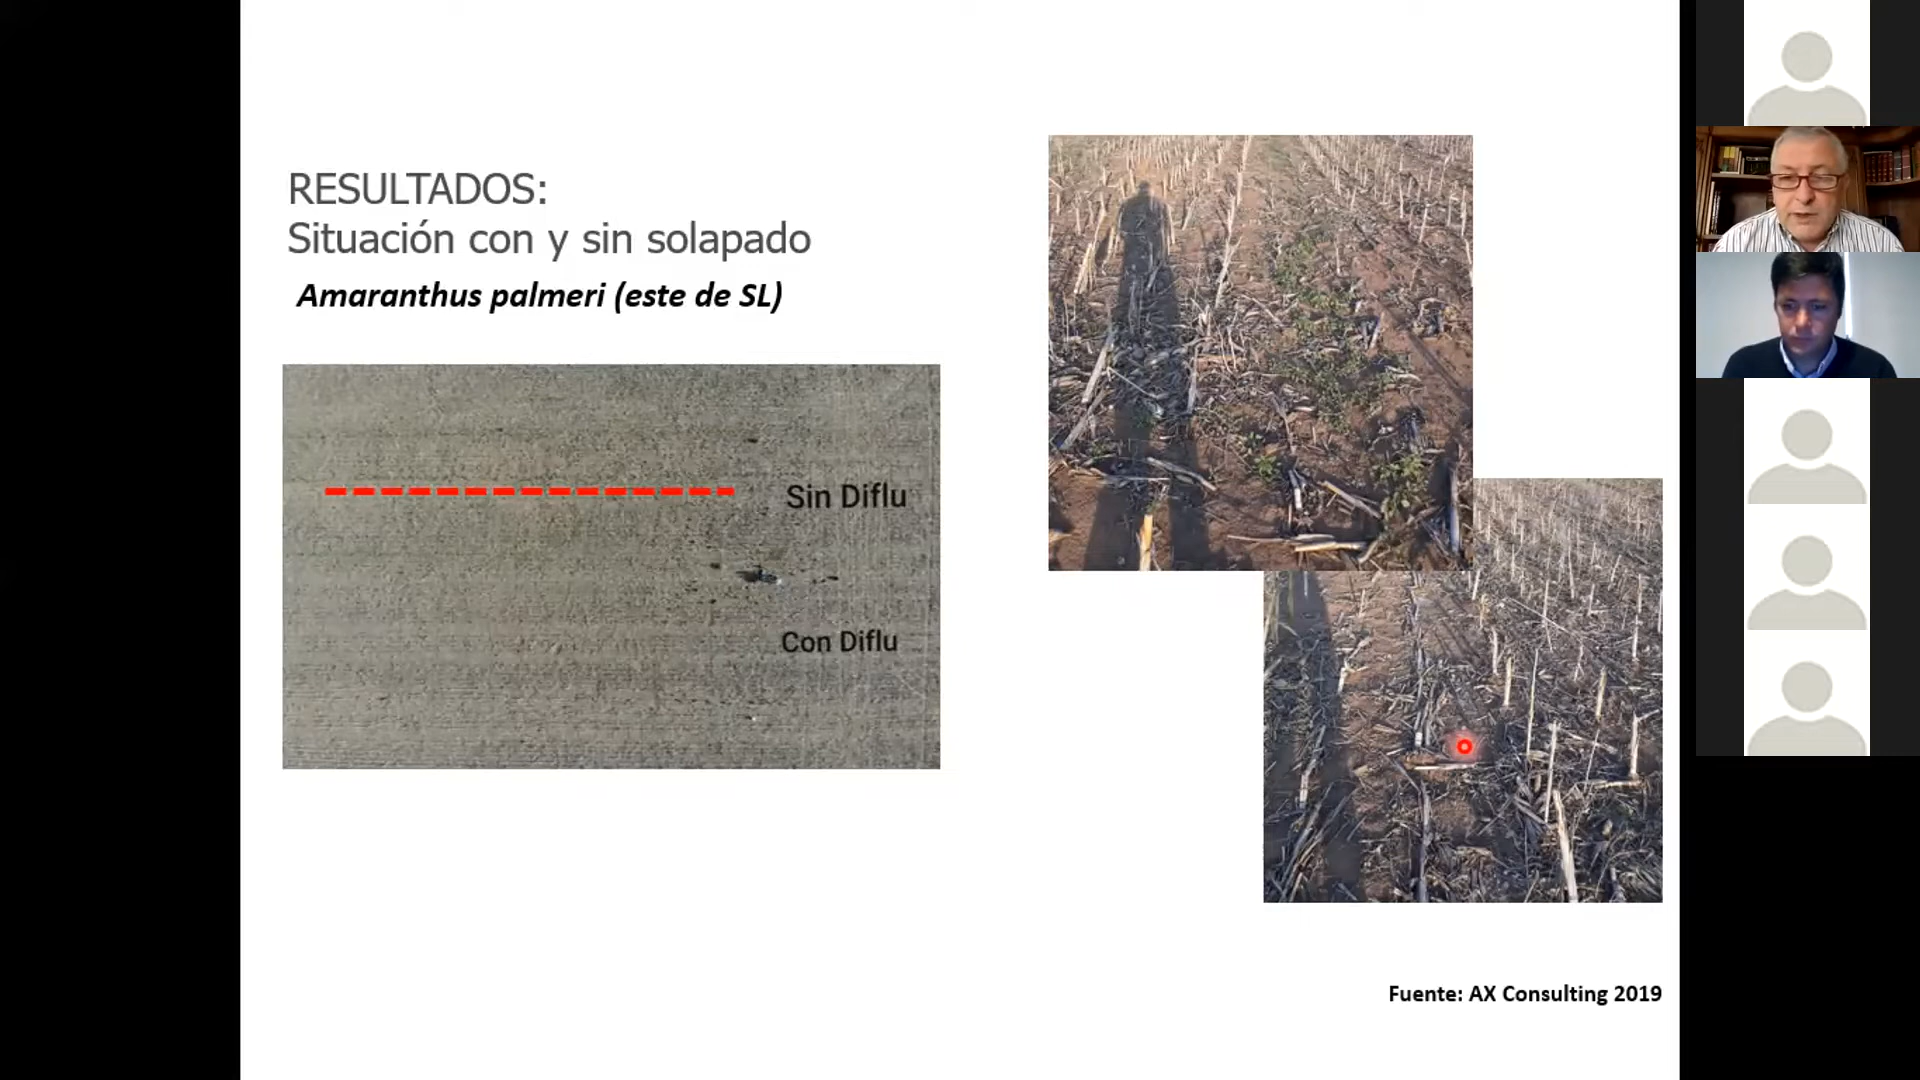 RESULTADOS:
Situación con y sin solapado
Amaranthus palmeri (este de SL)
Sin Diflu
Con Diflu
Fuente: AX Consulting 2019